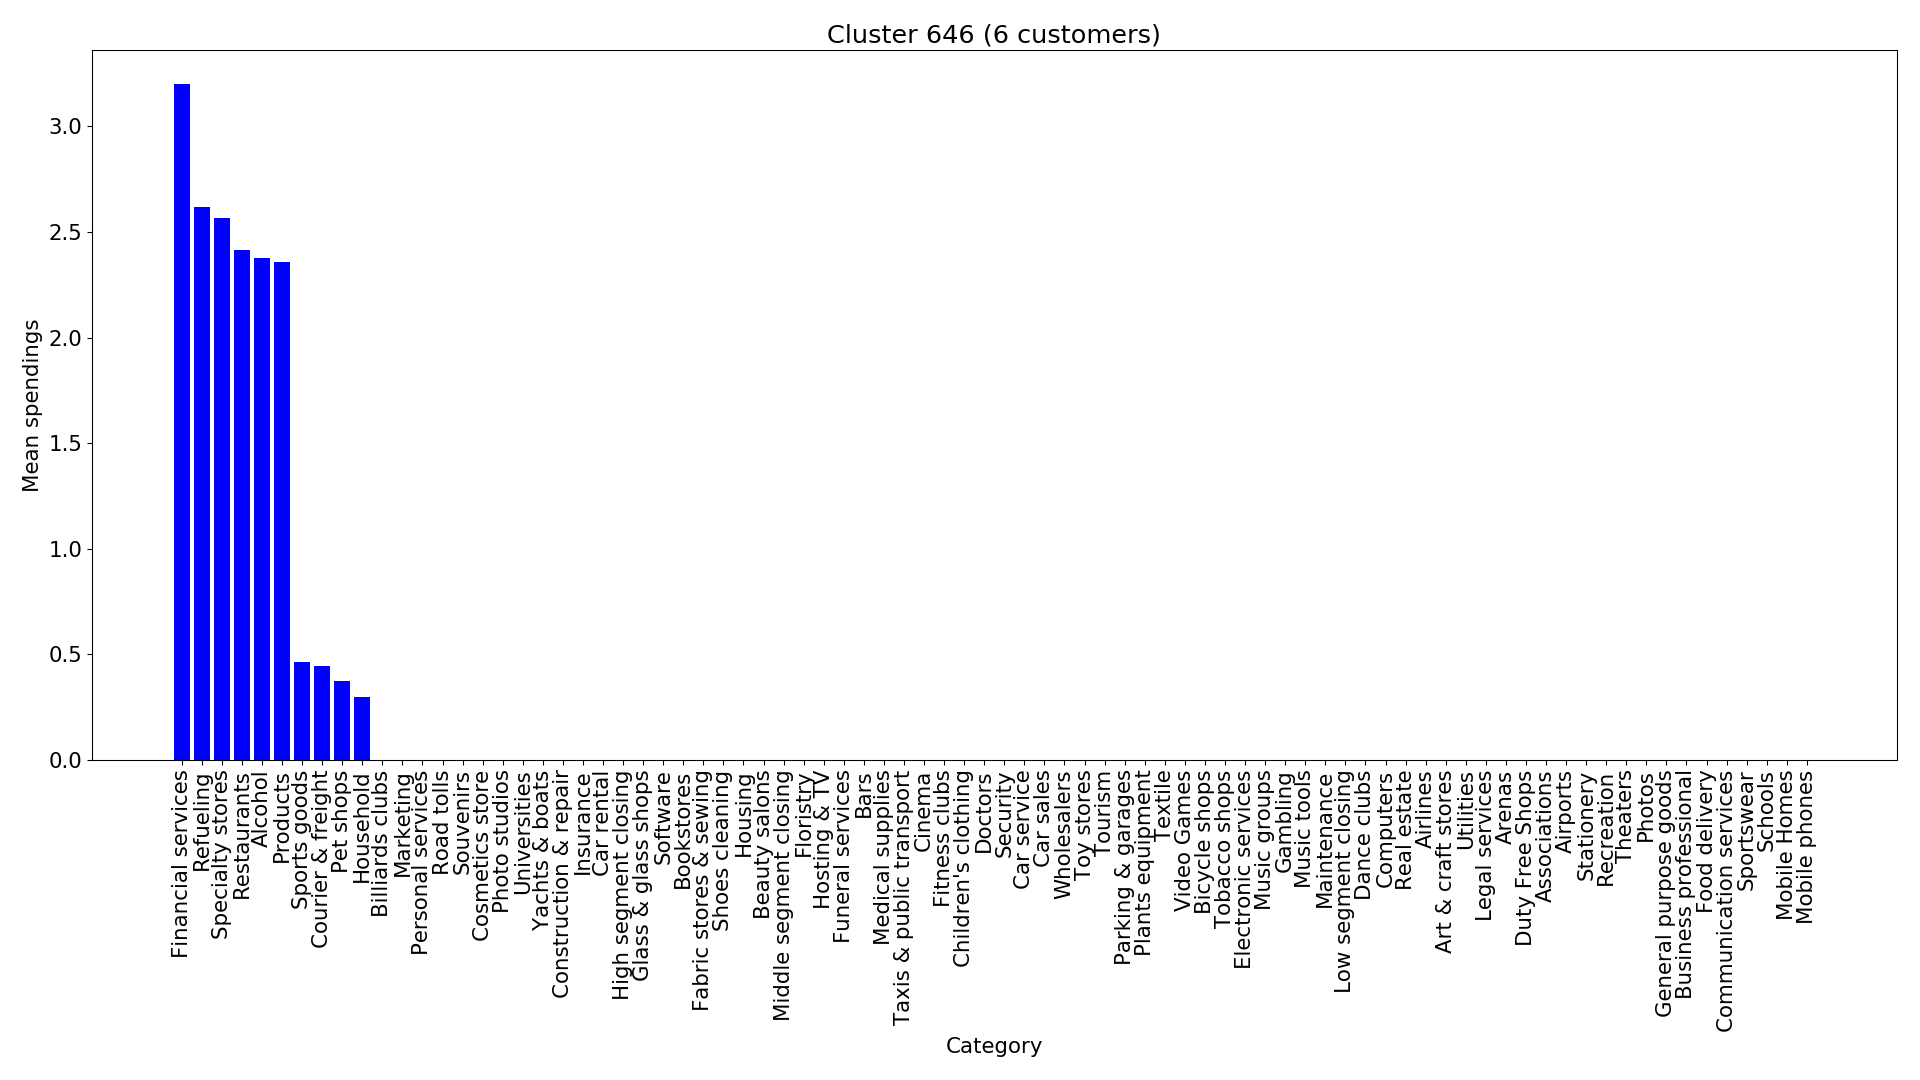 Cluster 646 (6 customers)
Mean spendings
3.0
2.5
2.0
1.5
1.0
0.5
0.0
Financial services
Refueling
Specialty stores
Restaurants
Alcohol
Products
Sports goods
Courier & freight
Pet shops
Household
Billiards clubs
Marketing
Personal services
Road tolls
Souvenirs
Cosmetics store
Photo studios
Universities
Yachts & boats
Construction & repair
Insurance
Car rental
High segment closing
Glass & glass shops
Software
Bookstores
Fabric stores & sewing
Shoes cleaning
Housing
Beauty salons
Middle segment closing
Floristry
Hosting & TV
Funeral services
Bars
Medical supplies
Taxis & public transport
Cinema
Fitness clubs
Children's clothing
Doctors
Security
Car service
Car sales
Wholesalers
Toy stores
Tourism
Parking & garages
Plants equipment
Textile
Video Games
Bicycle shops
Tobacco shops
Electronic services
Music groups
Gambling
Music tools
Maintenance
Low segment closing
Dance clubs
Computers
Real estate
Airlines
Art & craft stores
Utilities
Legal services
Arenas
Duty Free Shops
Associations
Airports
Stationery
Recreation
Theaters
Photos
General purpose goods
Business professional
Food delivery
Communication services
Sportswear
Schools
Mobile Homes
Mobile phones
Category